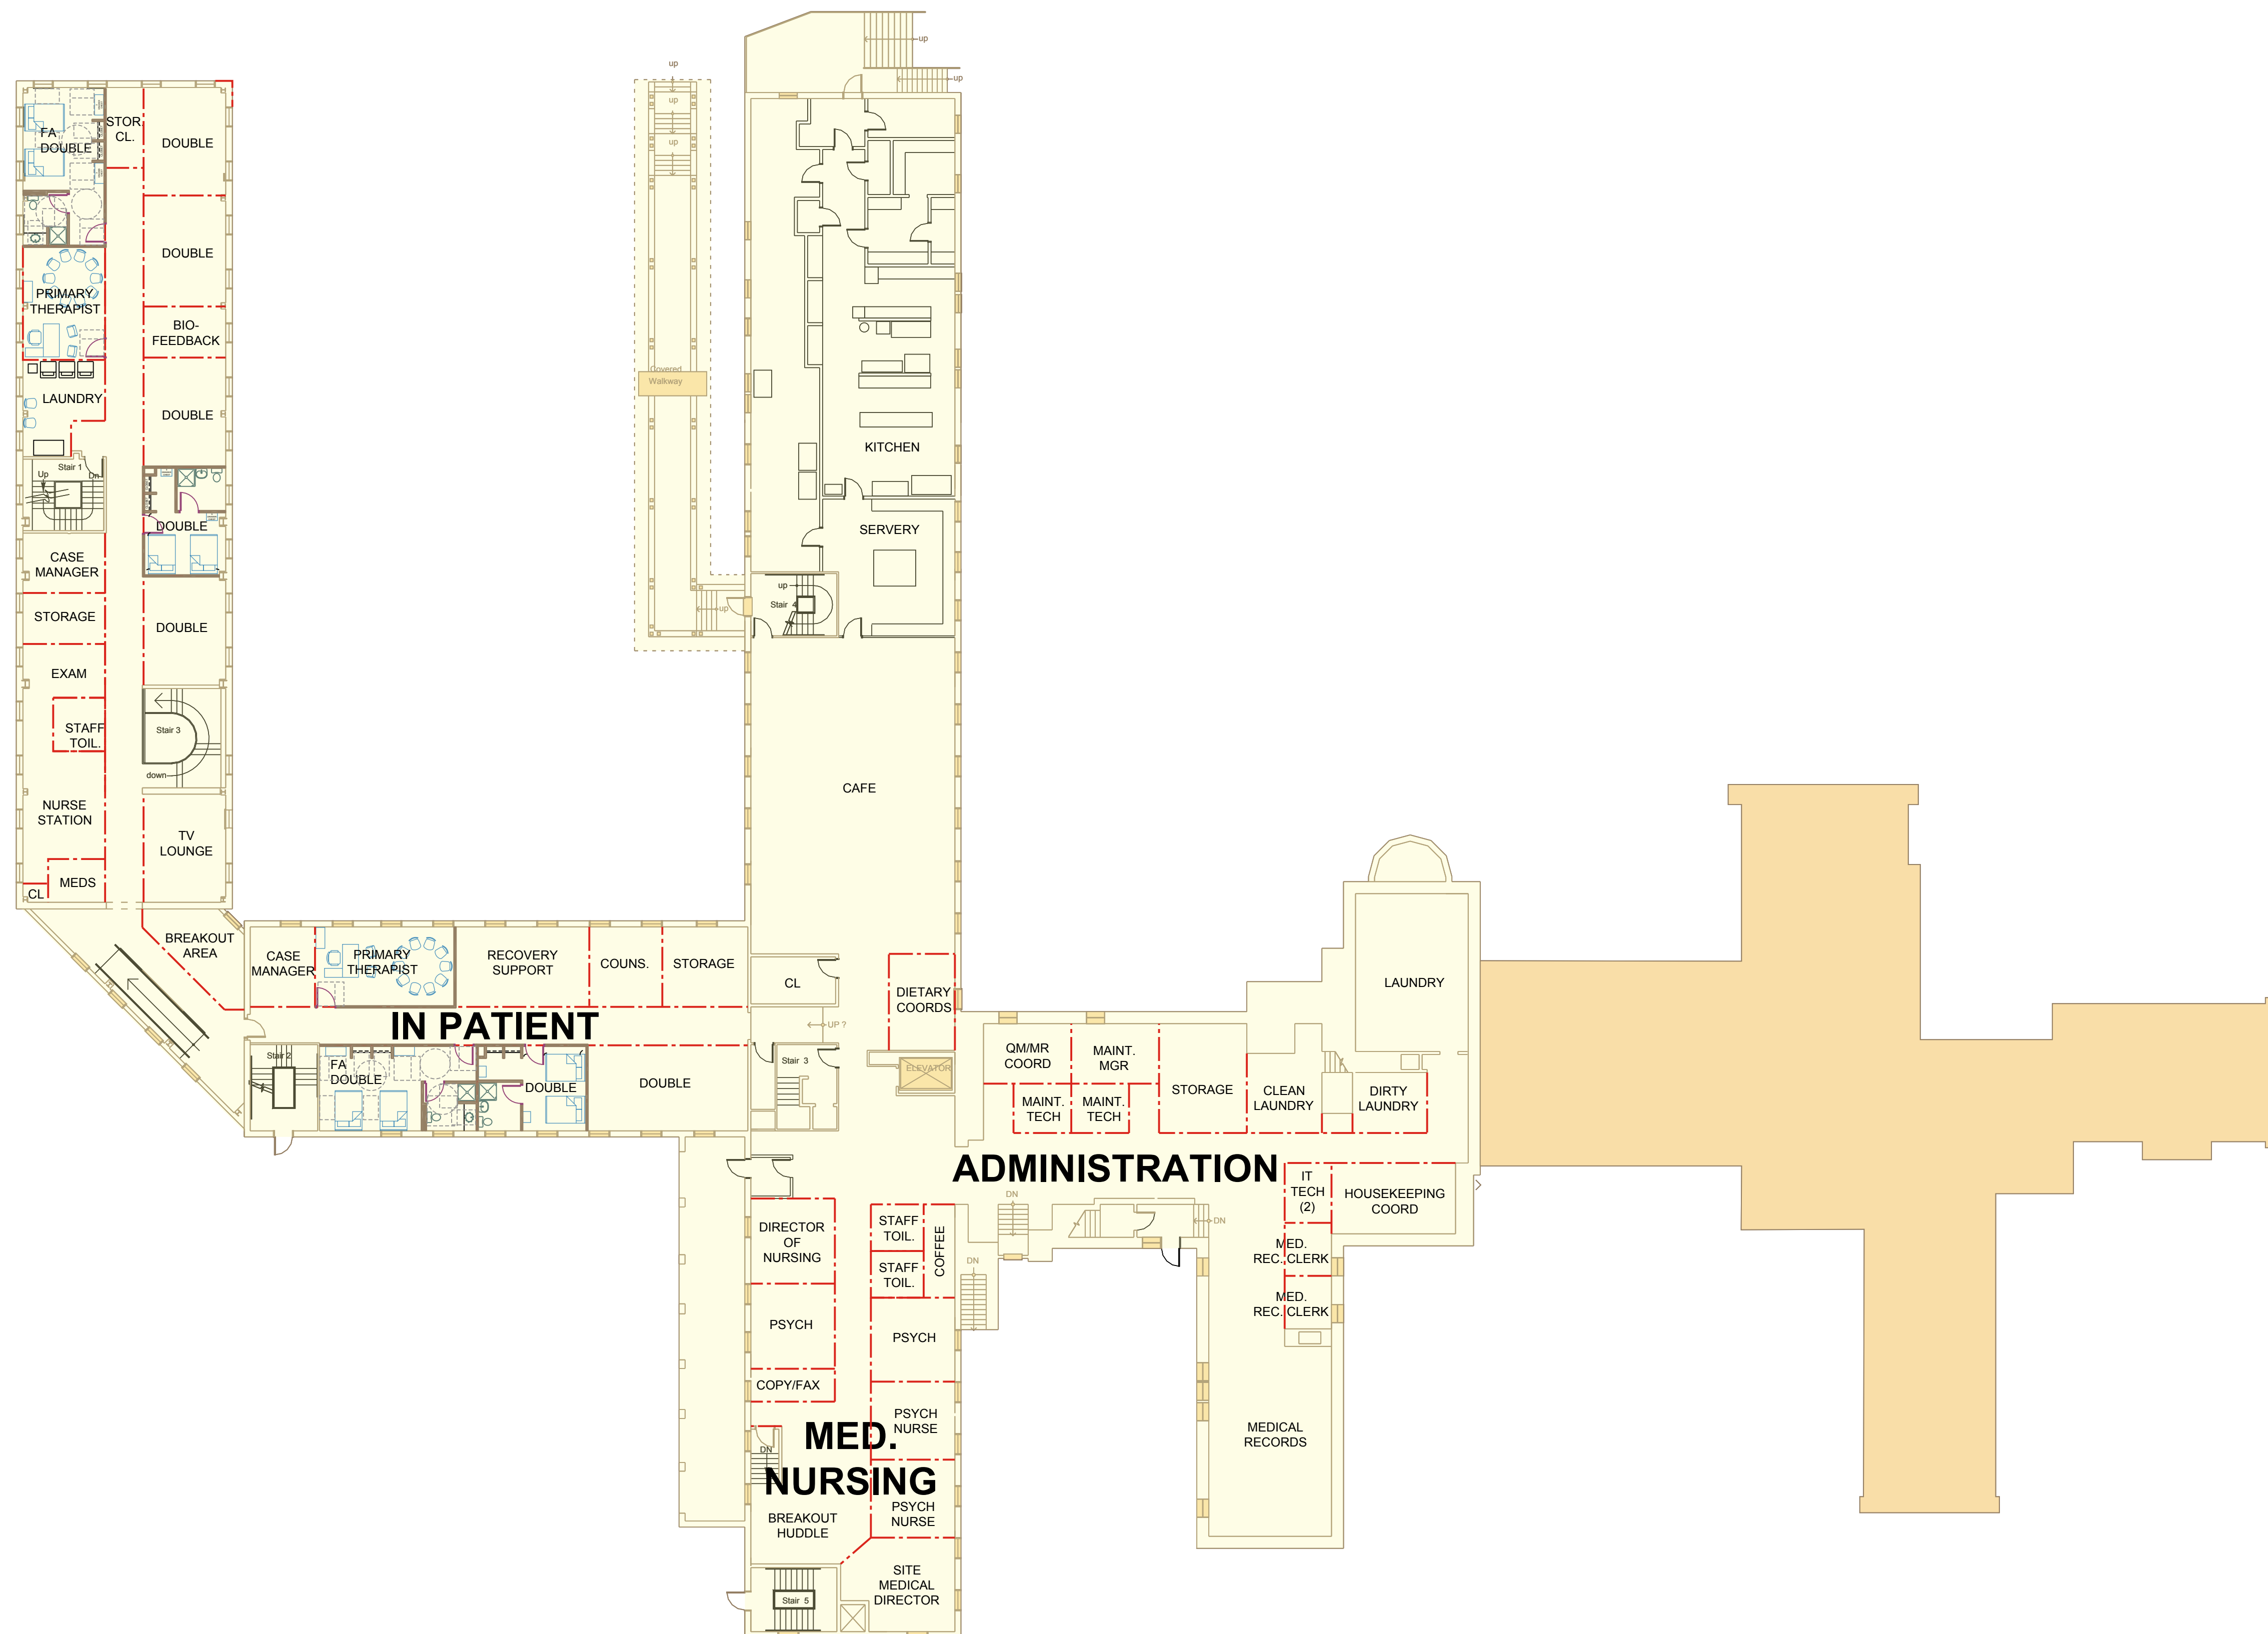 up
up
up
up
up
FA
DOUBLE
STOR.
CL.
DOUBLE
DOUBLE
PRIMARY
THERAPIST
BIO-
FEEDBACK
LAUNDRY
DOUBLE
Covered
Walkway
KITCHEN
Stair 1
Up
Dn
DOUBLE
SERVERY
CASE
MANAGER
STORAGE
DOUBLE
up
Stair 4
up
EXAM
STAFF
TOIL.
Stair 3
down
NURSE
STATION
TV
LOUNGE
CAFE
MEDS
CL
BREAKOUT
AREA
CASE
MANAGER
PRIMARY
THERAPIST
RECOVERY
SUPPORT
COUNS.
STORAGE
CL
DIETARY
COORDS
LAUNDRY
IN PATIENT
UP ?
Stair 2
FA
DOUBLE
DOUBLE
DOUBLE
Stair 3
ELEVATOR
QM/MR
COORD
MAINT.
MGR
MAINT.
TECH
MAINT.
TECH
STORAGE
CLEAN
LAUNDRY
DIRTY
LAUNDRY
ADMINISTRATION
IT
TECH
(2)
HOUSEKEEPING
COORD
DN
DN
DIRECTOR
OF
NURSING
STAFF
TOIL.
COFFEE
STAFF
TOIL.
DN
MED.
REC. CLERK
MED.
REC. CLERK
PSYCH
PSYCH
COPY/FAX
PSYCH
NURSE
MED.
NURSING
DN
MEDICAL
RECORDS
PSYCH
NURSE
BREAKOUT
HUDDLE
SITE
MEDICAL
DIRECTOR
Stair 5